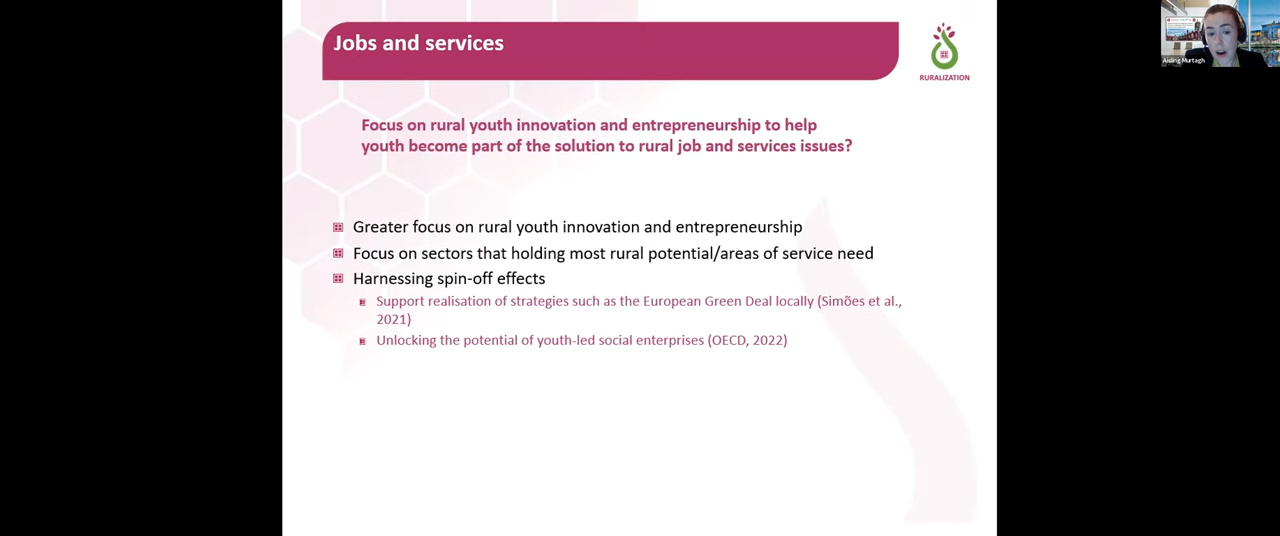 Jobs and services
RURALIZATION
Aisling Murtagh
Focus on rural youth innovation and entrepreneurship to help
youth become part of the solution to rural job and services issues?
Greater focus on rural youth innovation and entrepreneurship
Focus on sectors that holding most rural potential/areas of service need
Harnessing spin-off effects
Support realisation of strategies such as the European Green Deal locally (Simões et al.,
2021)
Unlocking the potential of youth-led social enterprises (OECD, 2022)